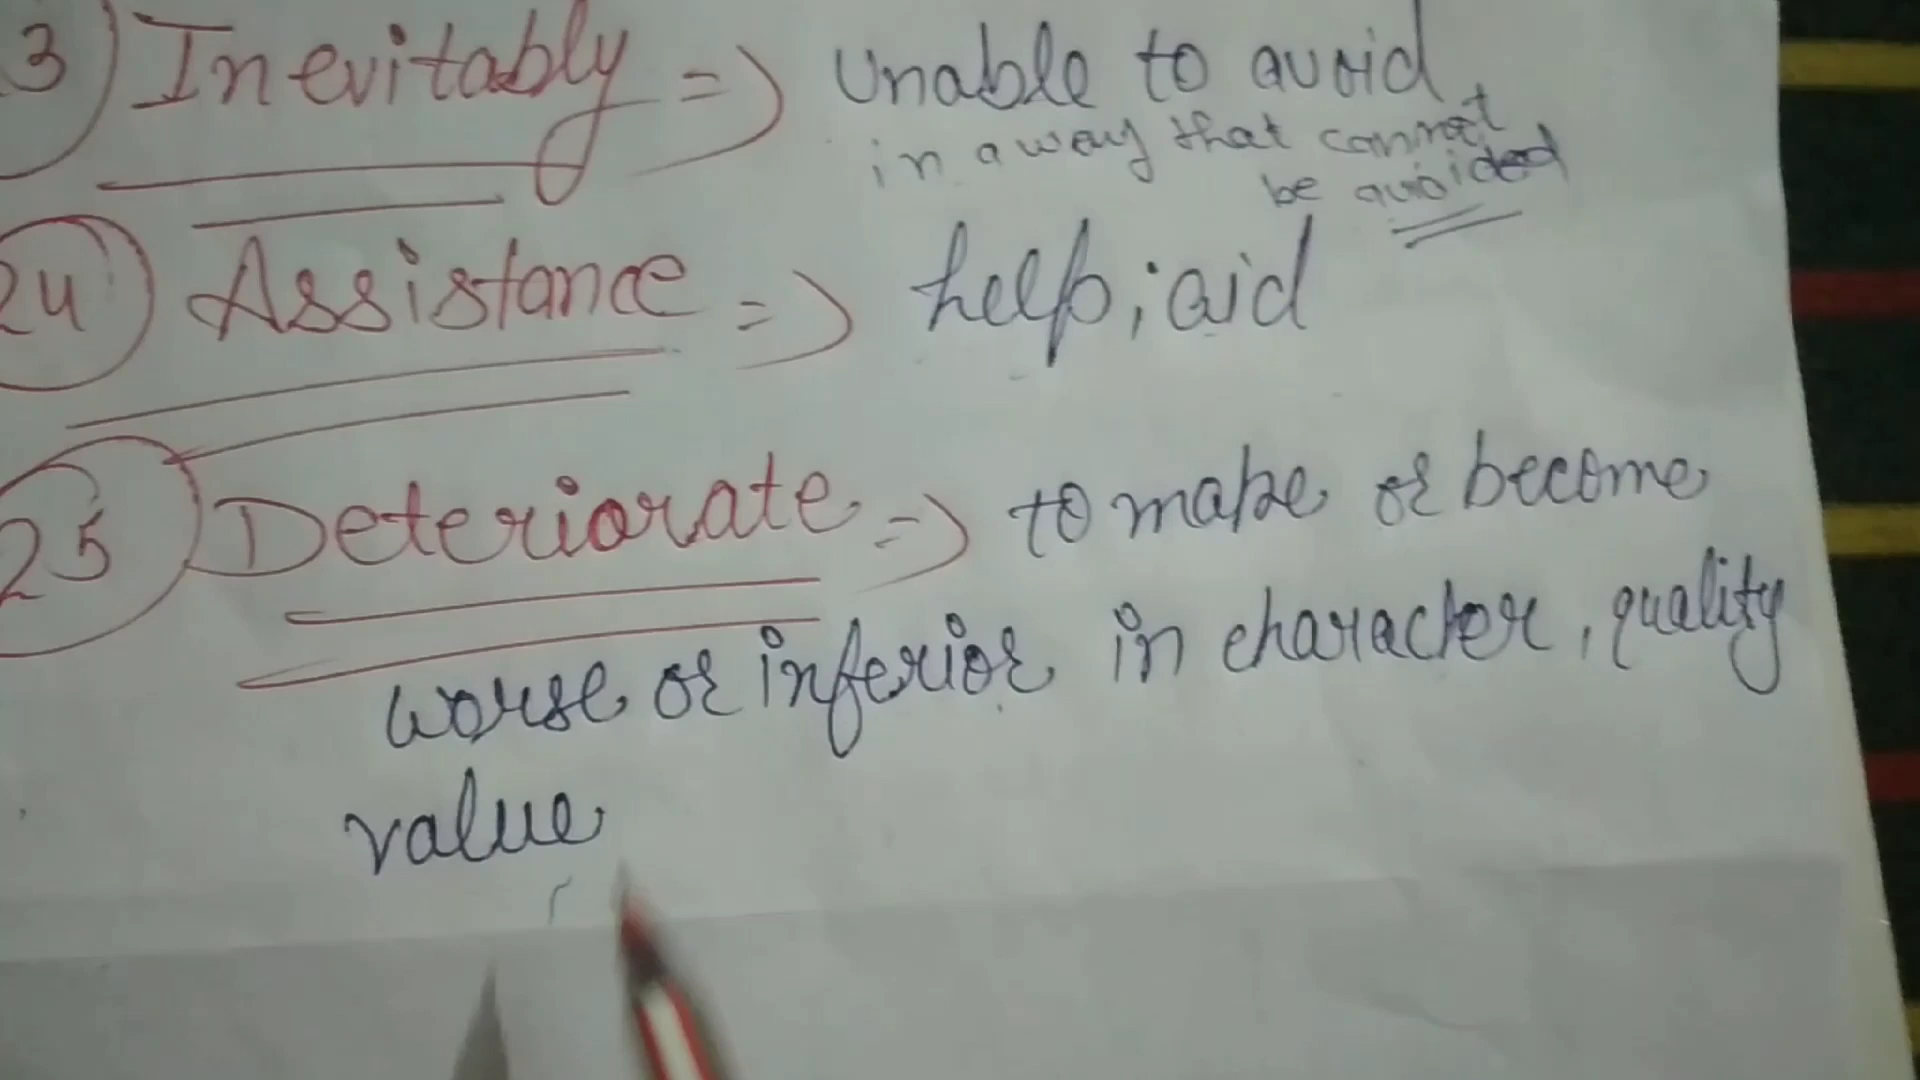 3) Inevitably => Unable to avoid
in a way that cannot
be avoided
24) Assistance => help; aid
25) Deteriorate => to make or become
worse or inferior in character, quality
value